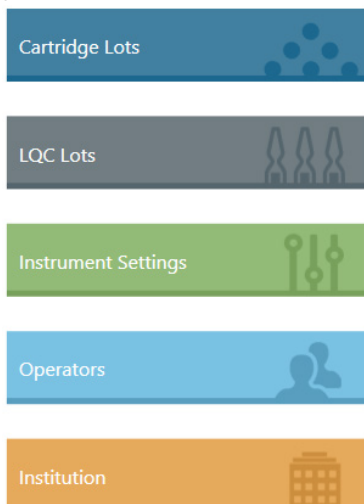 Cartridge Lots
LQC Lots
Instrument Settings
Operators
Institution